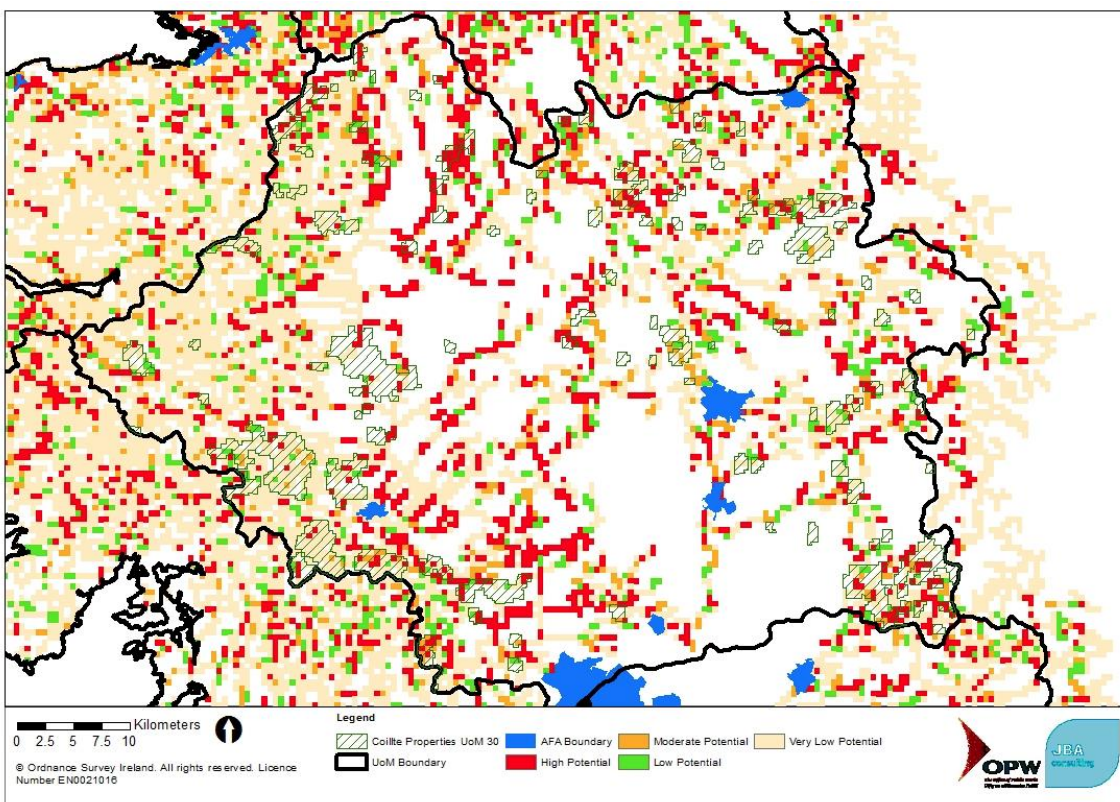 Kilometers
0 2.5 5 7.5 10
© Ordnance Survey Ireland. All rights reserved. Licence
Number EN0021016
Legend
Coillte Properties UoM 30
AFA Boundary
Moderate Potential
Very Low Potential
UoM Boundary
High Potential
Low Potential
OPW
JBA
consulting